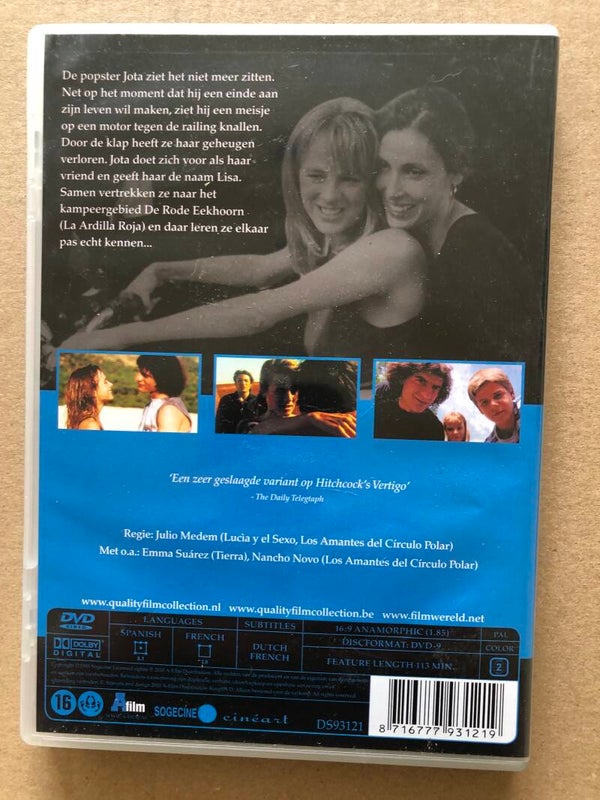 De popster Jota ziet het niet meer zitten.
Net op het moment dat hij een einde aan
zijn leven wil maken, ziet hij een meisje
op een motor tegen de railing knallen.
Door de klap heeft ze haar geheugen
verloren. Jota doet zich voor als haar
vriend en geeft haar de naam Lisa.
Samen vertrekken ze naar het
kampeergebied De Rode Eekhoorn
(La Ardilla Roja) en daar leren ze elkaar
pas echt kennen...
'Een zeer geslaagde variant op Hitchcock's Vertigo'
- The Daily Telegtaph
Regie: Julio Medem (Lucia y el Sexo, Los Amantes del Círculo Polar)
Met o.a.: Emma Suárez (Tierra), Nancho Novo (Los Amantes del Círculo Polar)
www.qualityfilmcollection.nl www.qualityfilmcollection.be www.filmwereld.net
DVD VIDEO
DOLBY DIGITAL
LANGUAGES
SPANISH FRENCH
SUBTITLES
DUTCH
FRENCH
16:9 ANAMORPHIC (1.85)
DISCFORMAT: DVD-9
FEATURE LENGTH 113 MIN.
PAL
COLOR
2
16
A film
SOGECINE
cinéart
DS93121
8 716777 931219